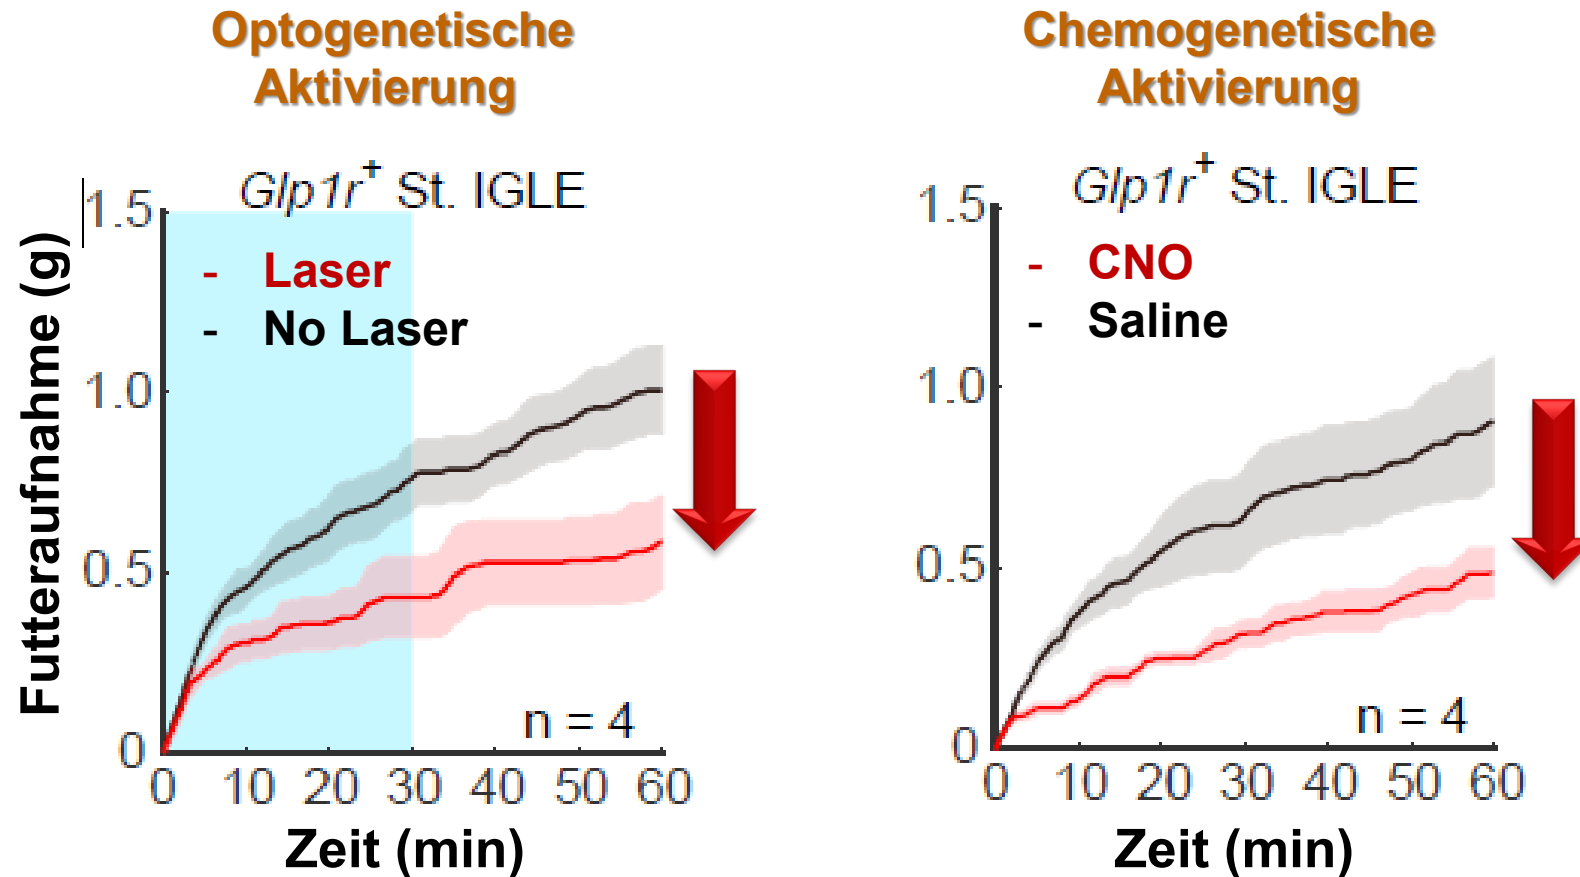 Optogenetische
Aktivierung
Glp1r⁺ St. IGLE
Futteraufnahme (g)
1.5
1.0
0.5
0
- Laser
- No Laser
n = 4
0 10 20 30 40 50 60
Zeit (min)
Chemogenetische
Aktivierung
Glp1r⁺ St. IGLE
1.5
1.0
0.5
0
- CNO
- Saline
n = 4
0 10 20 30 40 50 60
Zeit (min)